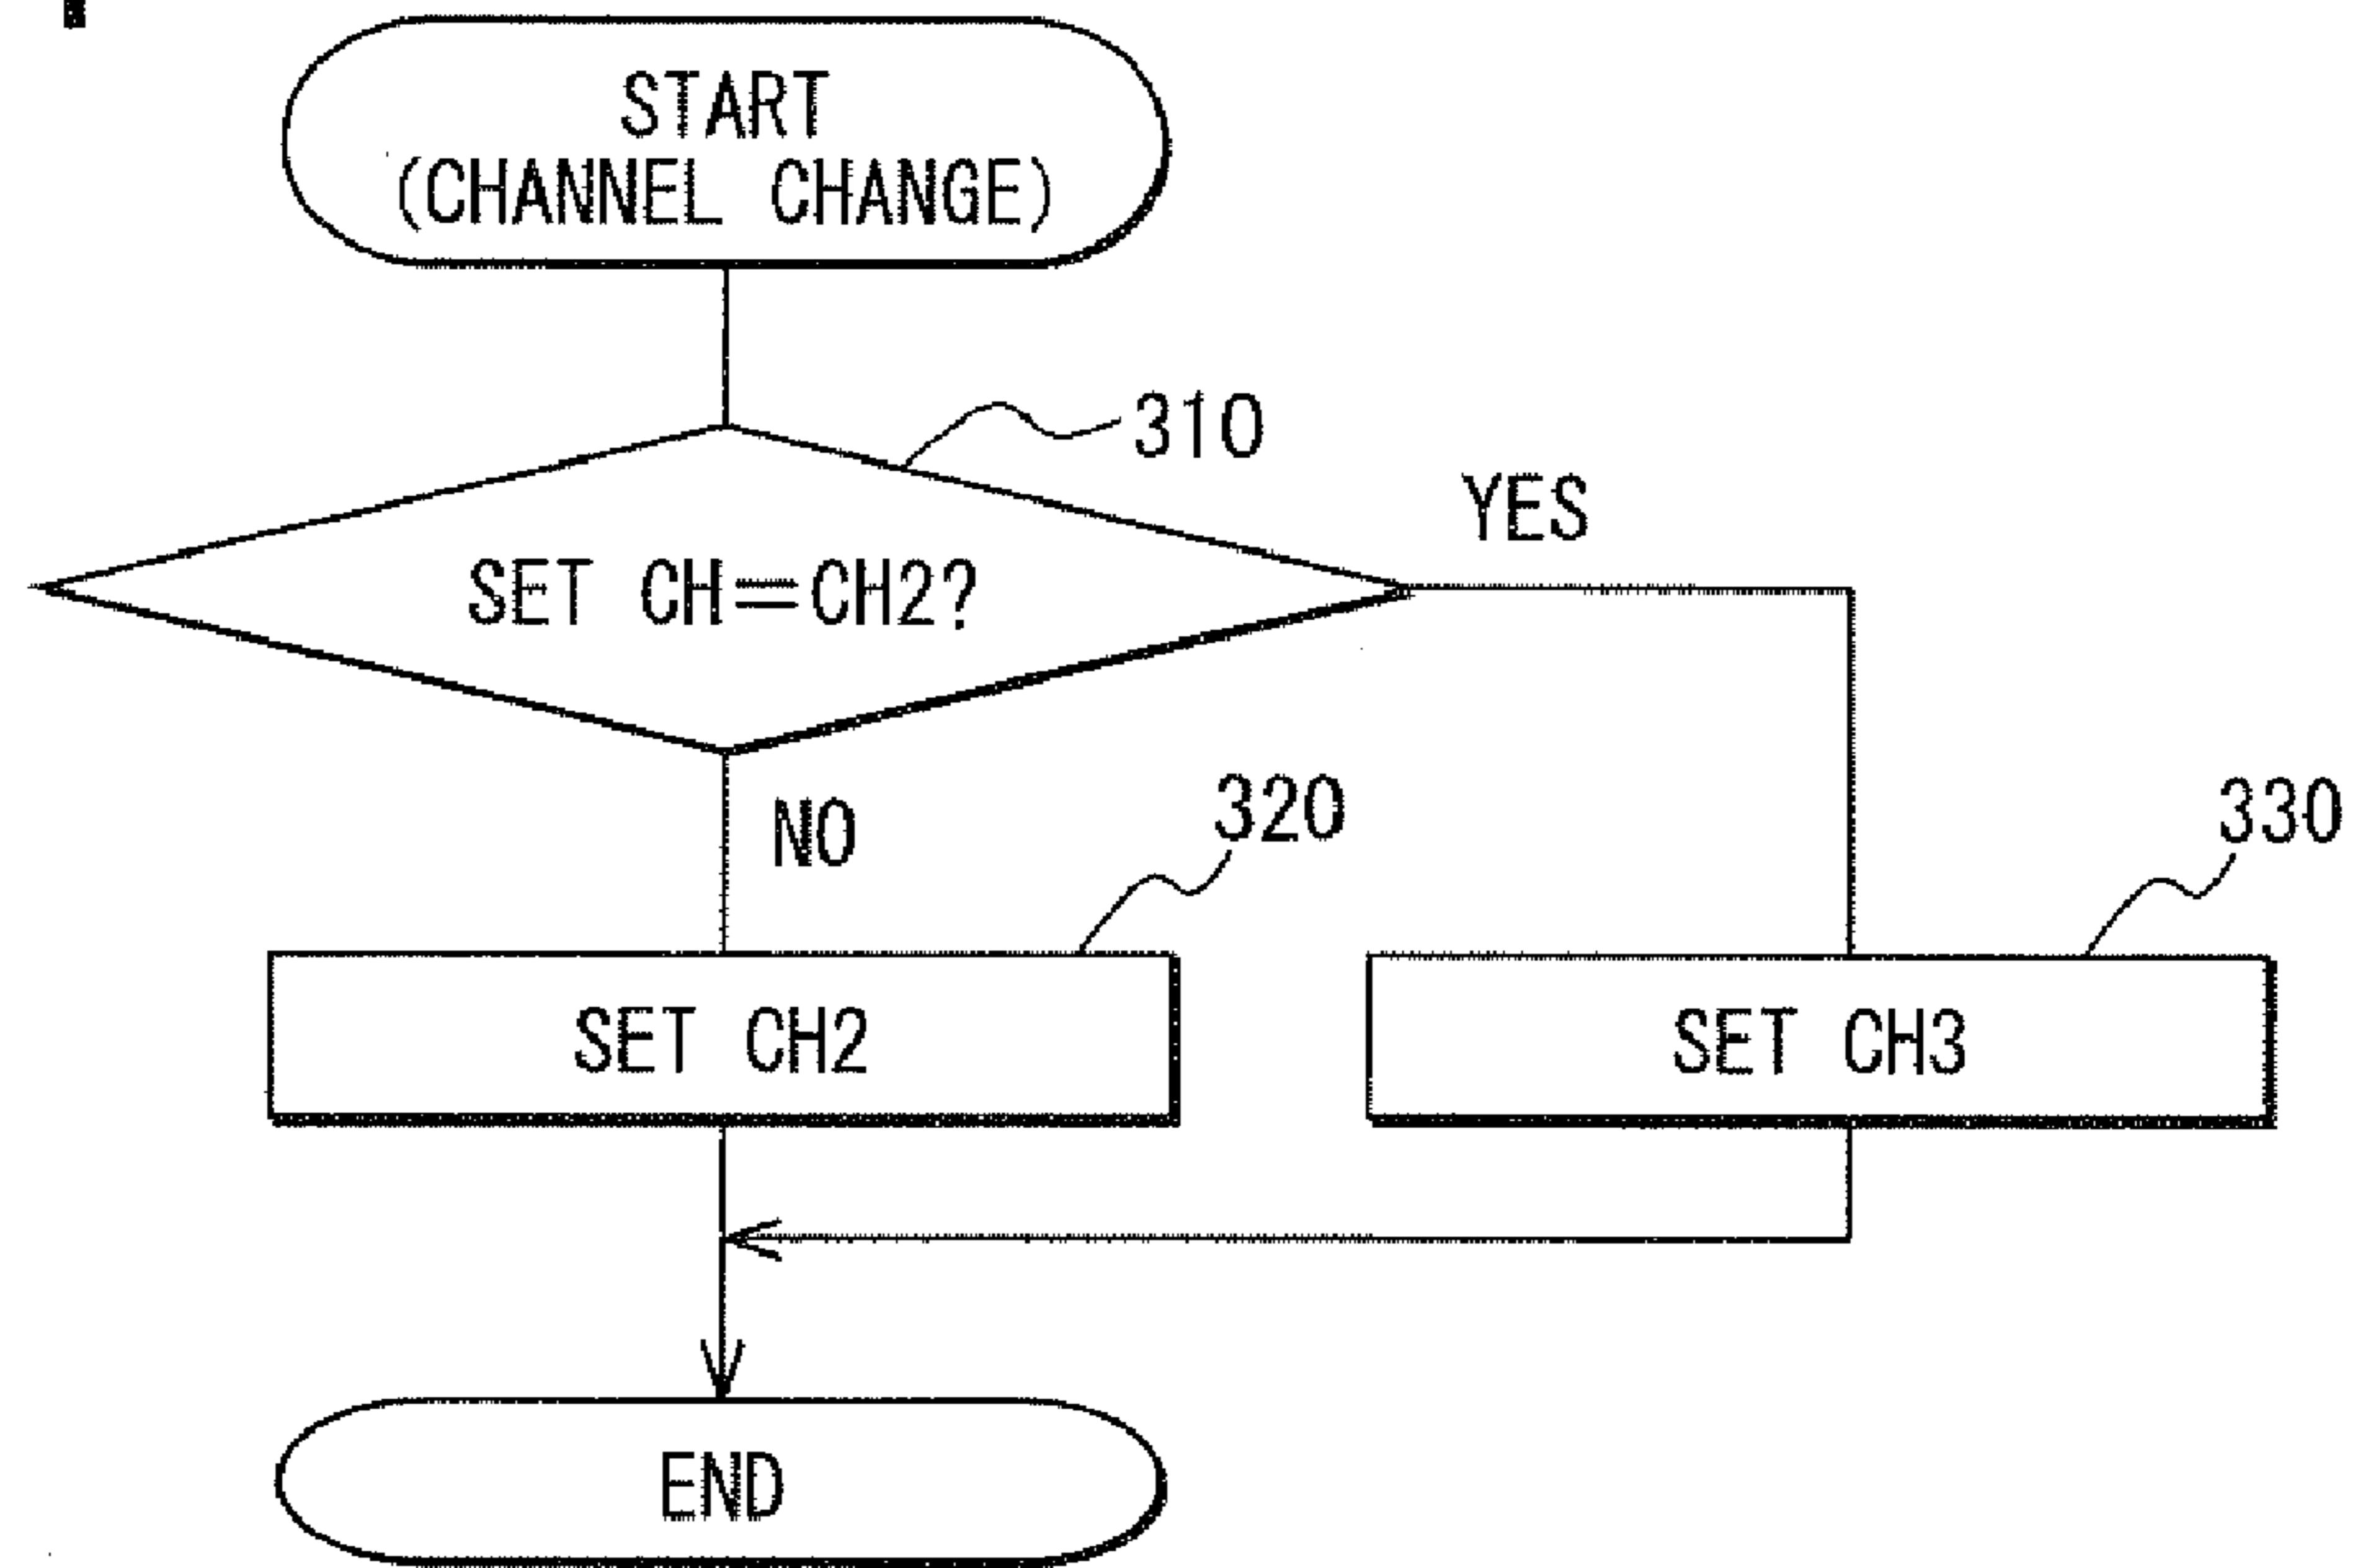 START
(CHANNEL CHANGE)
310
YES
SET CH=CH2?
NO
320
330
SET CH2
SET CH3
END